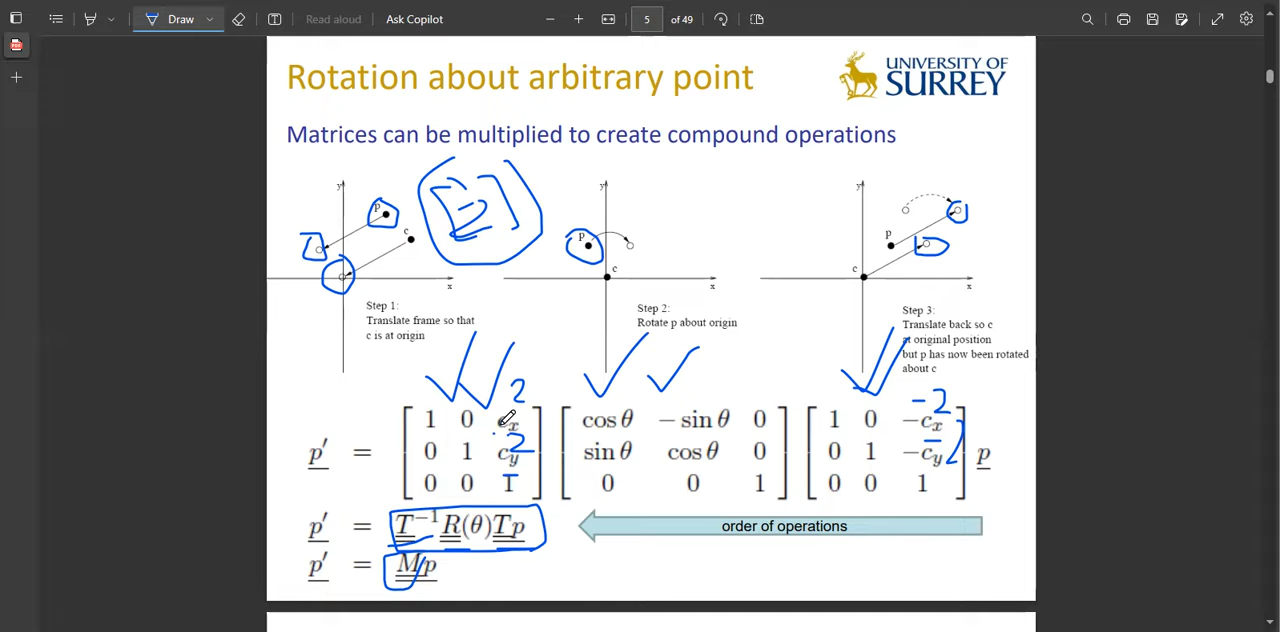 Draw
Read aloud
Ask Copilot
5
of 49
Rotation about arbitrary point
UNIVERSITY OF
SURREY
Matrices can be multiplied to create compound operations
y
p
c
x
Step 1:
Translate frame so that
c is at origin
y
p
c
x
Step 2:
Rotate p about origin
y
p
c
x
Step 3:
Translate back so c
at original position
but p has now been rotated
about c
2
-2
p′ = [ 1 0 cx ] [ cos θ − sin θ 0 ] [ 1 0 −cx ]
[ 0 1 cy ] [ sin θ cos θ 0 ] [ 0 1 −cy ] p
2
-2
[ 0 0 1 ] [ 0 0 1 ] [ 0 0 1 ]
p′ = T⁻¹R(θ)Tp
order of operations
p′ = Mp